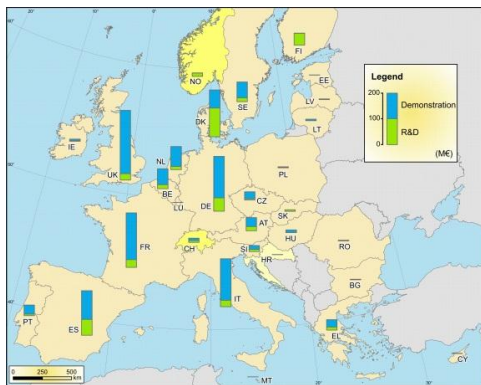 FI
NO
EE
SE
LV
DK
LT
IE
NL
UK
BE
PL
LU
DE
CZ
SK
AT
FR
CH
HU
SI
HR
RO
IT
BG
PT
ES
EL
MT
CY
Legend
200
Demonstration
100
R&D
0
(M€)
0 250 500
km